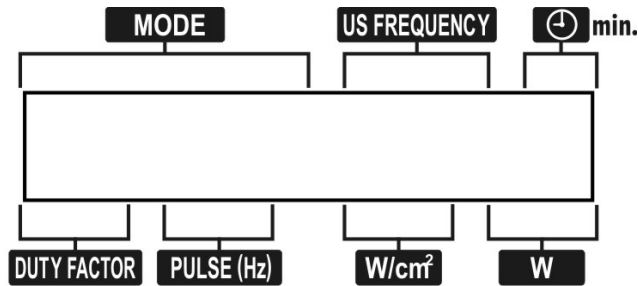 MODE US FREQUENCY min.
DUTY FACTOR PULSE (Hz) W/cm² W